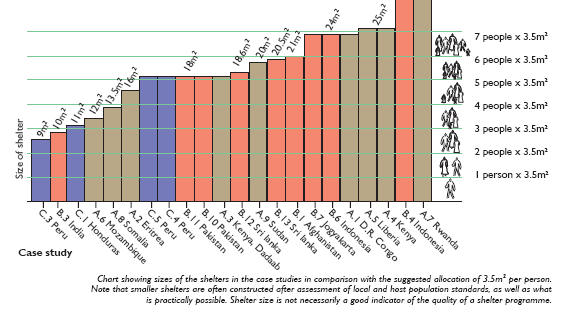 9m²
10m²
11m²
12m²
13.5m²
16m²
18m²
18.6m²
20m²
20.5m²
21m²
24m²
25m²
7 people x 3.5m²
6 people x 3.5m²
5 people x 3.5m²
4 people x 3.5m²
3 people x 3.5m²
2 people x 3.5m²
1 person x 3.5m²
Size of shelter
C.3 Peru
B.3 India
C.1 Honduras
A.6 Mozambique
A.8 Somalia
A.2 Eritrea
C.5 Peru
C.4 Peru
B.11 Pakistan
B.10 Pakistan
A.3 Kenya, Dadaab
B.12 Sri lanka
A.9 Sudan
B.13 Sri lanka
B.1 Afghanistan
B.7 Jogyakarta
B.6 Indonesia
A.1 D.R. Congo
A.5 Liberia
A.4 Kenya
B.4 Indonesia
A.7 Rwanda
Case study
Chart showing sizes of the shelters in the case studies in comparison with the suggested allocation of 3.5m² per person.
Note that smaller shelters are often constructed after assessment of local and host population standards, as well as what
is practically possible. Shelter size is not necessarily a good indicator of the quality of a shelter programme.